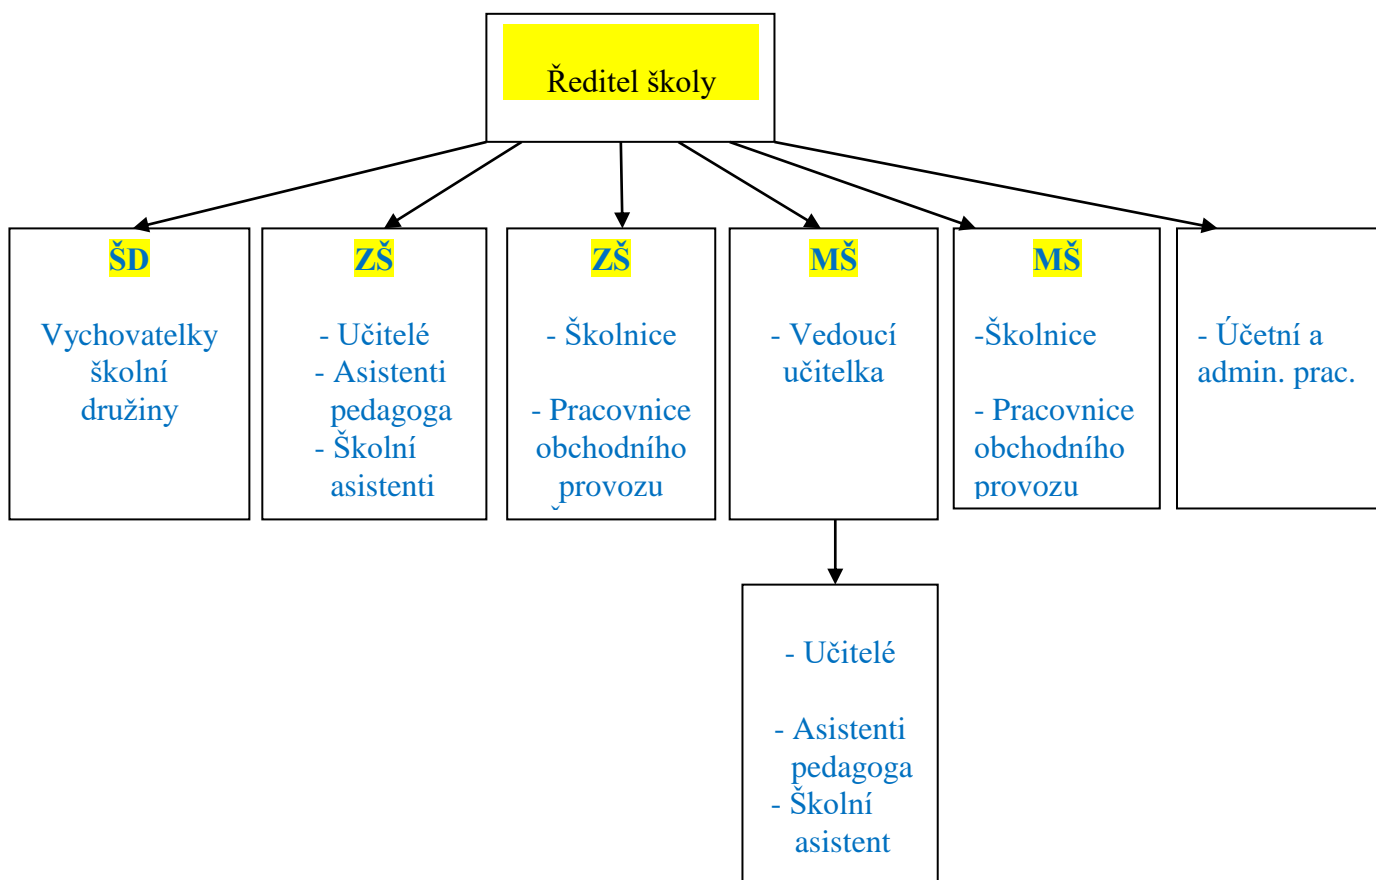 Ředitel školy
ŠD
Vychovatelky
školní
družiny
ZŠ
- Učitelé
- Asistenti
pedagoga
- Školní
asistenti
ZŠ
- Školnice
- Pracovnice
obchodního
provozu
MŠ
- Vedoucí
učitelka
MŠ
-Školnice
- Pracovnice
obchodního
provozu
- Účetní a
admin. prac.
- Učitelé
- Asistenti
pedagoga
- Školní
asistent